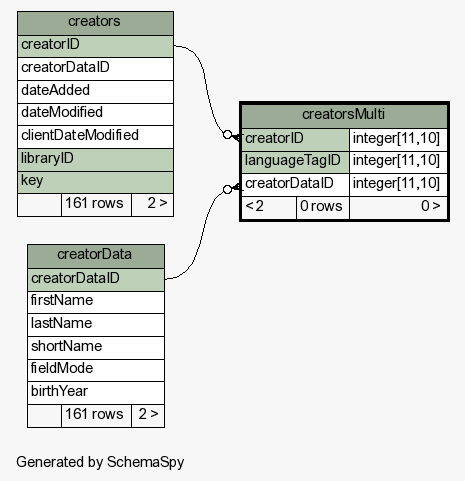 creators
creatorID
creatorDataID
dateAdded
dateModified
clientDateModified
libraryID
key
161 rows 2 >
creatorsMulti
creatorID integer[11,10]
languageTagID integer[11,10]
creatorDataID integer[11,10]
< 2 0 rows 0 >
creatorData
creatorDataID
firstName
lastName
shortName
fieldMode
birthYear
161 rows 2 >
Generated by SchemaSpy